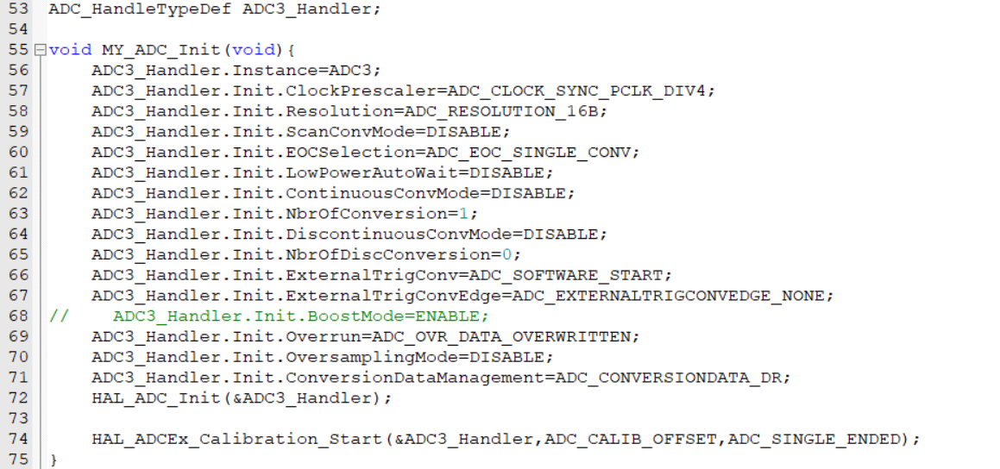 53 ADC_HandleTypeDef ADC3_Handler;
54
55 void MY_ADC_Init(void){
56     ADC3_Handler.Instance=ADC3;
57     ADC3_Handler.Init.ClockPrescaler=ADC_CLOCK_SYNC_PCLK_DIV4;
58     ADC3_Handler.Init.Resolution=ADC_RESOLUTION_16B;
59     ADC3_Handler.Init.ScanConvMode=DISABLE;
60     ADC3_Handler.Init.EOCSelection=ADC_EOC_SINGLE_CONV;
61     ADC3_Handler.Init.LowPowerAutoWait=DISABLE;
62     ADC3_Handler.Init.ContinuousConvMode=DISABLE;
63     ADC3_Handler.Init.NbrOfConversion=1;
64     ADC3_Handler.Init.DiscontinuousConvMode=DISABLE;
65     ADC3_Handler.Init.NbrOfDiscConversion=0;
66     ADC3_Handler.Init.ExternalTrigConv=ADC_SOFTWARE_START;
67     ADC3_Handler.Init.ExternalTrigConvEdge=ADC_EXTERNALTRIGCONVEDGE_NONE;
68 //    ADC3_Handler.Init.BoostMode=ENABLE;
69     ADC3_Handler.Init.Overrun=ADC_OVR_DATA_OVERWRITTEN;
70     ADC3_Handler.Init.OversamplingMode=DISABLE;
71     ADC3_Handler.Init.ConversionDataManagement=ADC_CONVERSIONDATA_DR;
72     HAL_ADC_Init(&ADC3_Handler);
73
74     HAL_ADCEx_Calibration_Start(&ADC3_Handler,ADC_CALIB_OFFSET,ADC_SINGLE_ENDED);
75 }